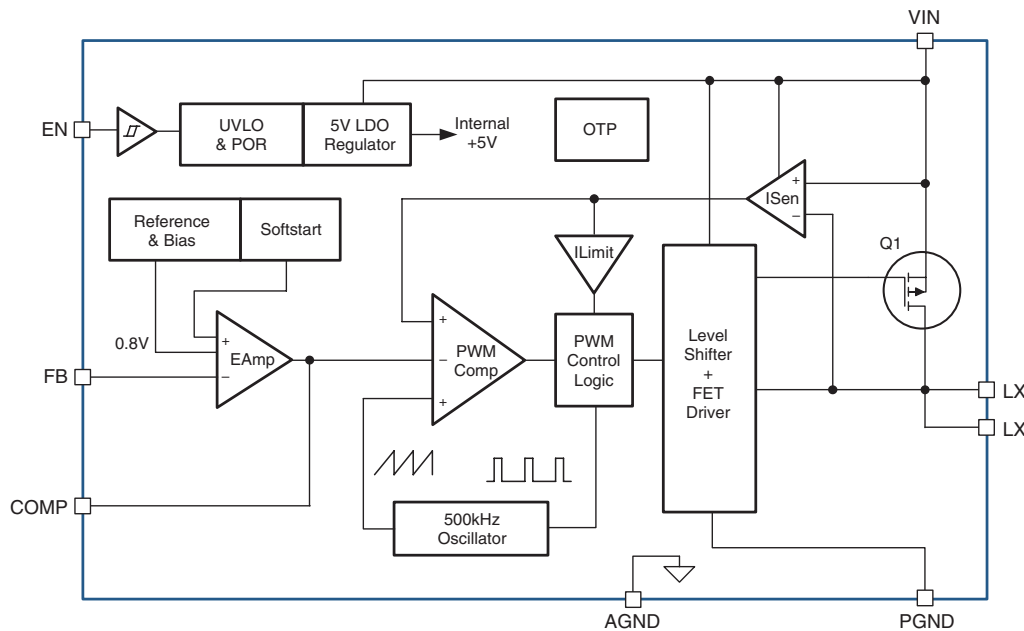 VIN
EN
UVLO
& POR
5V LDO
Regulator
Internal
+5V
OTP
Reference
& Bias
Softstart
ISen
+
−
Q1
ILimit
0.8V
+
−
EAmp
FB
+
−
+
PWM
Comp
PWM
Control
Logic
Level
Shifter
+
FET
Driver
LX
LX
COMP
500kHz
Oscillator
AGND
PGND